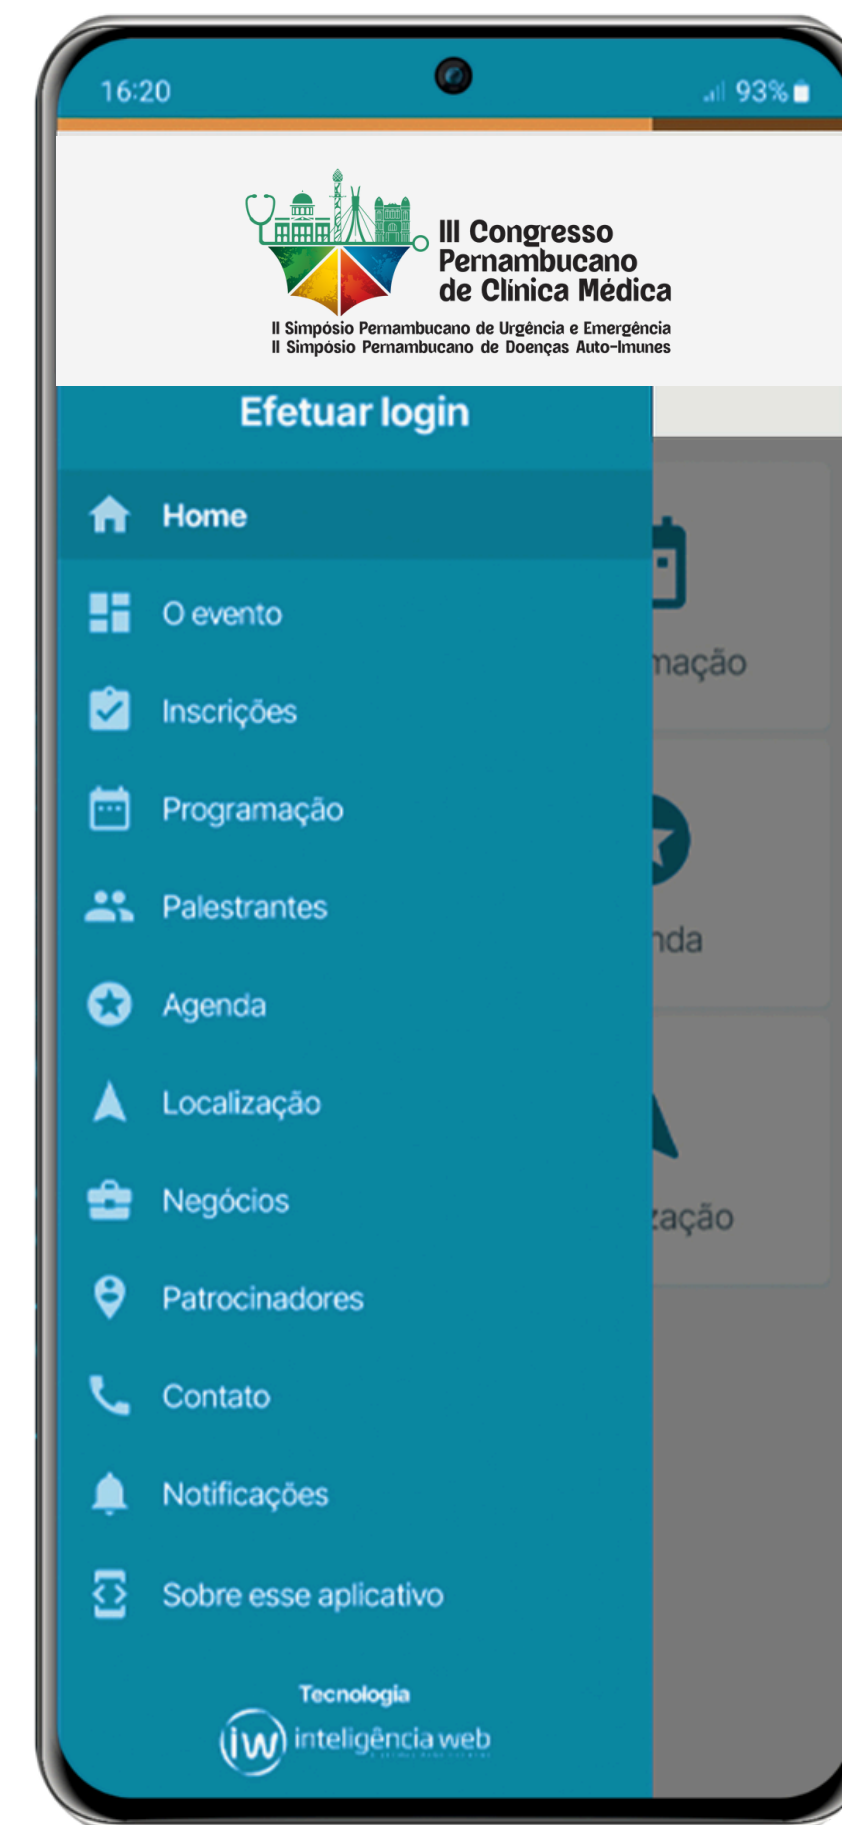 16:20
93%
III Congresso
Pernambucano
de Clínica Médica
II Simpósio Pernambucano de Urgência e Emergência
II Simpósio Pernambucano de Doenças Auto-Imunes
Efetuar login
Home
O evento
Inscrições
mação
Programação
Palestrantes
nda
Agenda
Localização
Negócios
zação
Patrocinadores
Contato
Notificações
Sobre esse aplicativo
Tecnologia
iw inteligência web